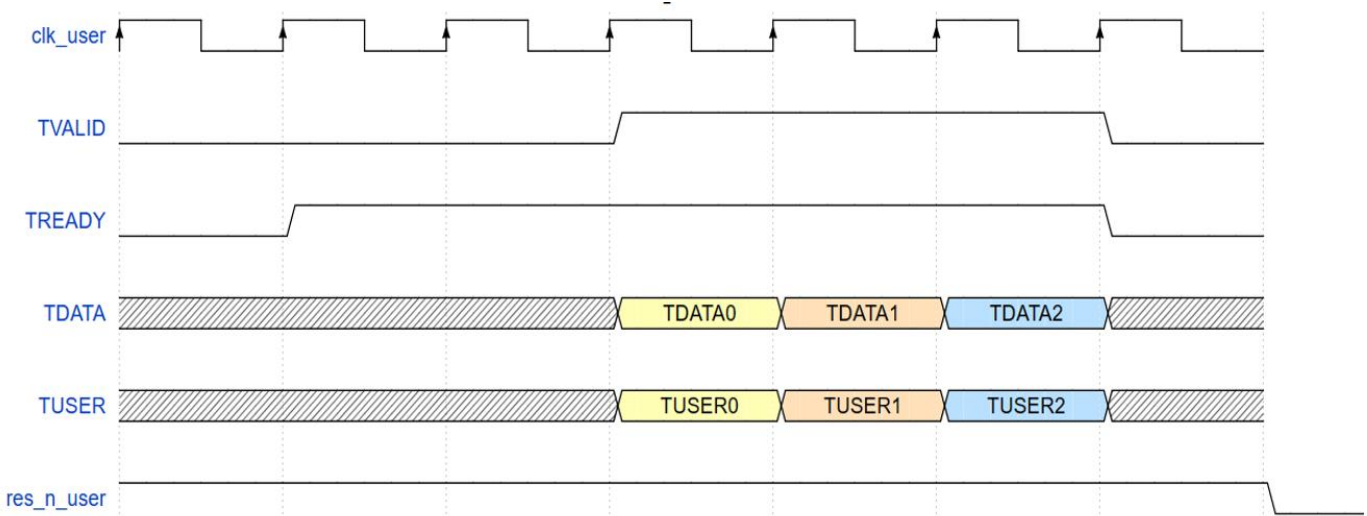 clk_user
TVALID
TREADY
TDATA TDATA0 TDATA1 TDATA2
TUSER TUSER0 TUSER1 TUSER2
res_n_user